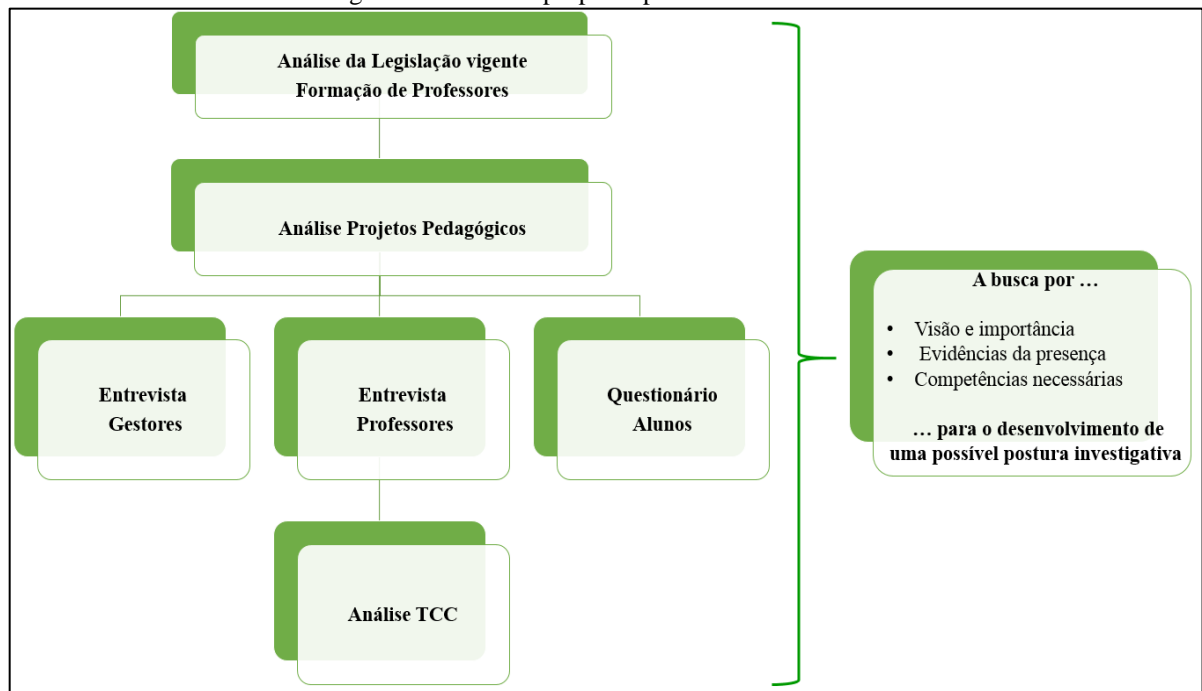 Análise da Legislação vigente
Formação de Professores
Análise Projetos Pedagógicos
Entrevista
Gestores
Entrevista
Professores
Questionário
Alunos
Análise TCC
A busca por …
• Visão e importância
• Evidências da presença
• Competências necessárias
… para o desenvolvimento de
uma possível postura investigativa